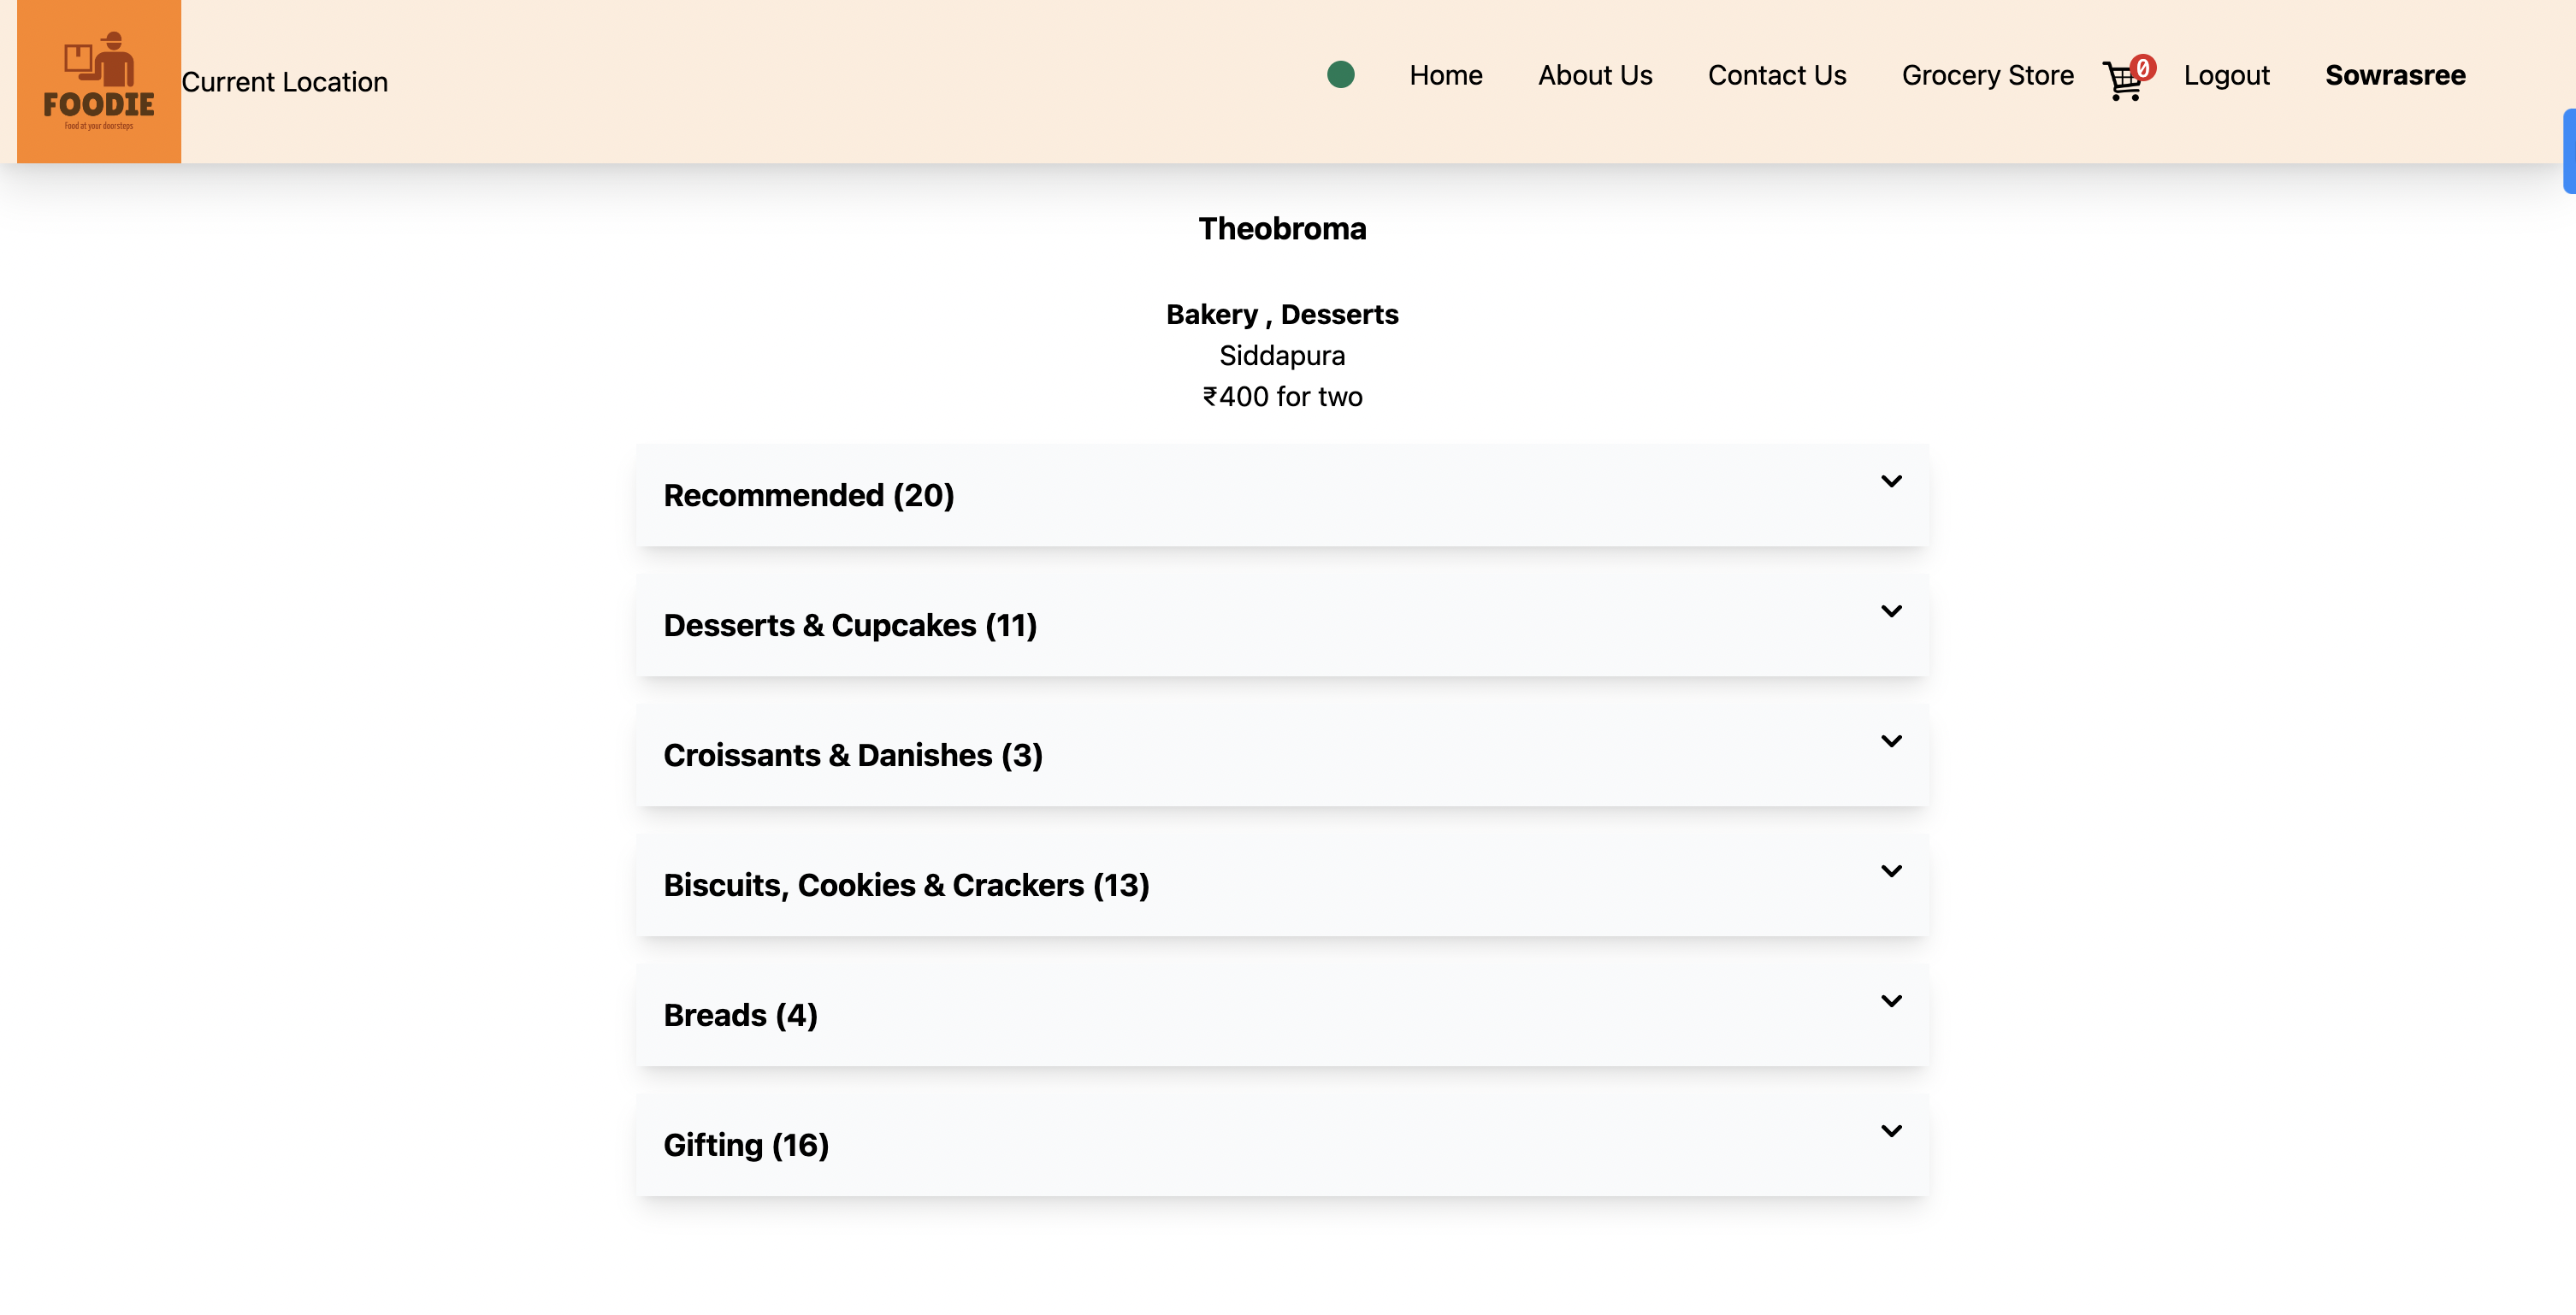 FOODIE
Food at your doorsteps
Current Location
Home
About Us
Contact Us
Grocery Store
0
Logout
Sowrasree
Theobroma
Bakery , Desserts
Siddapura
₹400 for two
Recommended (20)
Desserts & Cupcakes (11)
Croissants & Danishes (3)
Biscuits, Cookies & Crackers (13)
Breads (4)
Gifting (16)